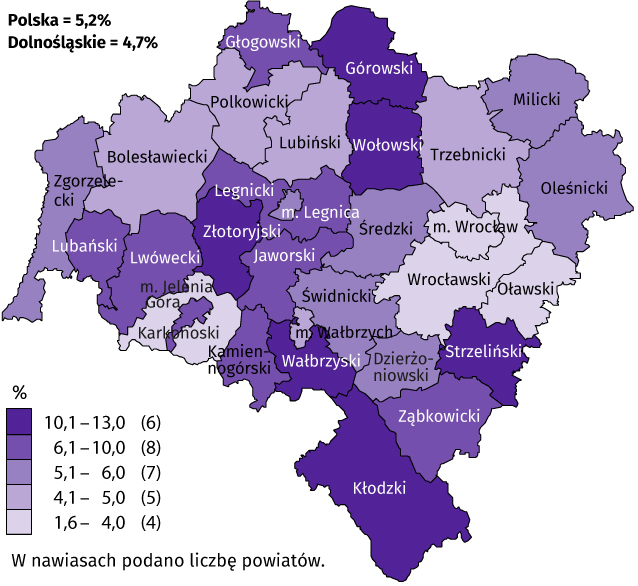 Polska = 5,2%
Dolnośląskie = 4,7%
Głogowski
Górowski
Polkowicki
Milicki
Lubiński
Wołowski
Trzebnicki
Bolesławiecki
Zgorzele-
cki
Legnicki
Oleśnicki
m. Legnica
Średzki
m. Wrocław
Złotoryjski
Lubański
Lwówecki
Jaworski
m. Jelenia
Góra
Wrocławski
Oławski
Świdnicki
Karkonoski
m. Wałbrzych
Kamien-
nogórski
Wałbrzyski
Dzierżo-
niowski
Strzeliński
Ząbkowicki
Kłodzki
%
10,1 – 13,0 (6)
6,1 – 10,0 (8)
5,1 – 6,0 (7)
4,1 – 5,0 (5)
1,6 – 4,0 (4)
W nawiasach podano liczbę powiatów.